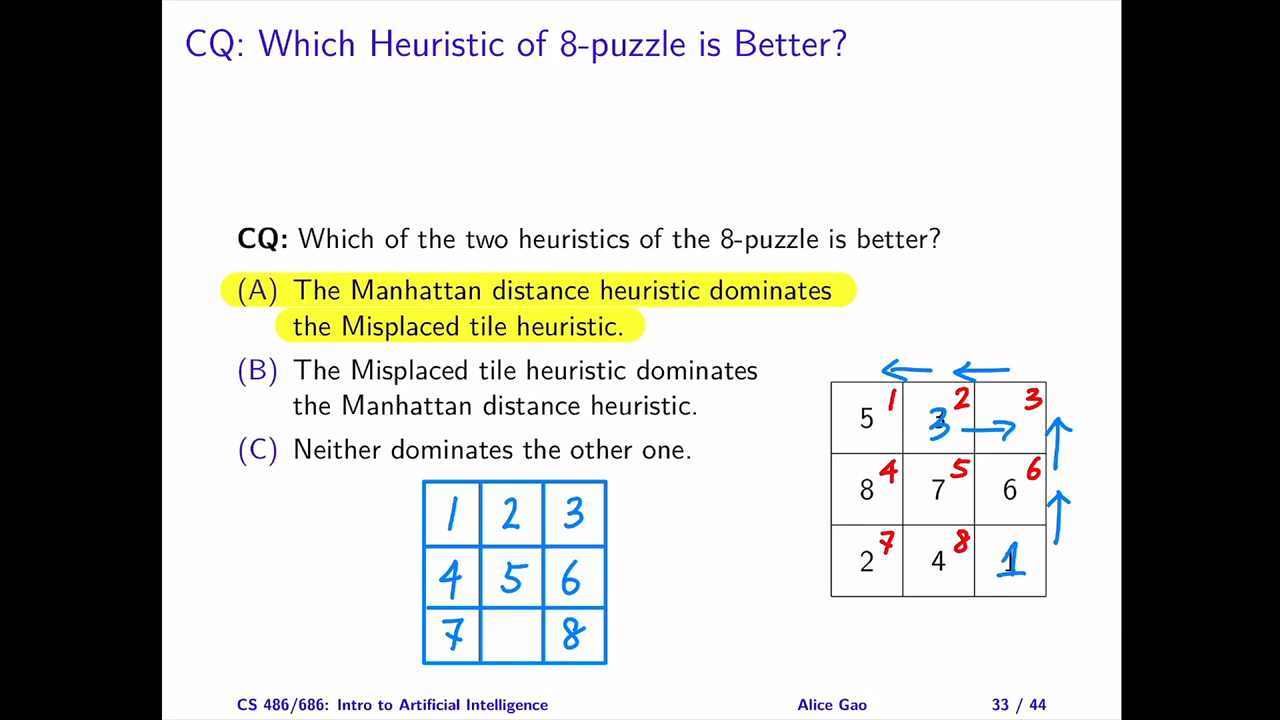 CQ: Which Heuristic of 8-puzzle is Better?
CQ: Which of the two heuristics of the 8-puzzle is better?
(A) The Manhattan distance heuristic dominates
the Misplaced tile heuristic.
(B) The Misplaced tile heuristic dominates
the Manhattan distance heuristic.
(C) Neither dominates the other one.
5 1 3 2 3
8 4 7 5 6 6
2 7 4 8 1
1 2 3
4 5 6
7 8
CS 486/686: Intro to Artificial Intelligence
Alice Gao
33 / 44